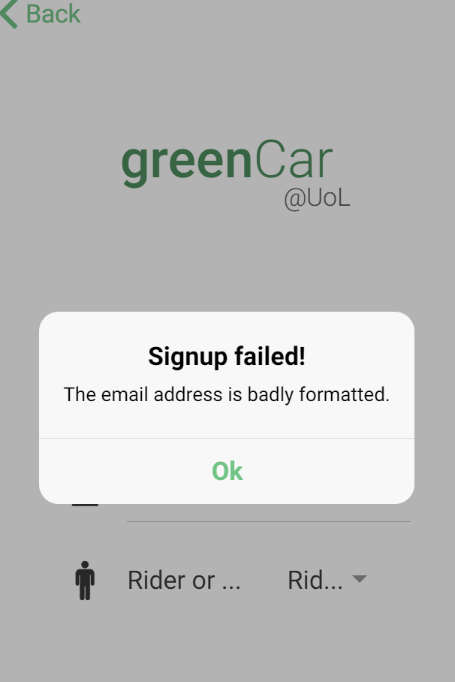 Back
greenCar
@UoL
Signup failed!
The email address is badly formatted.
Ok
Rider or ... Rid...